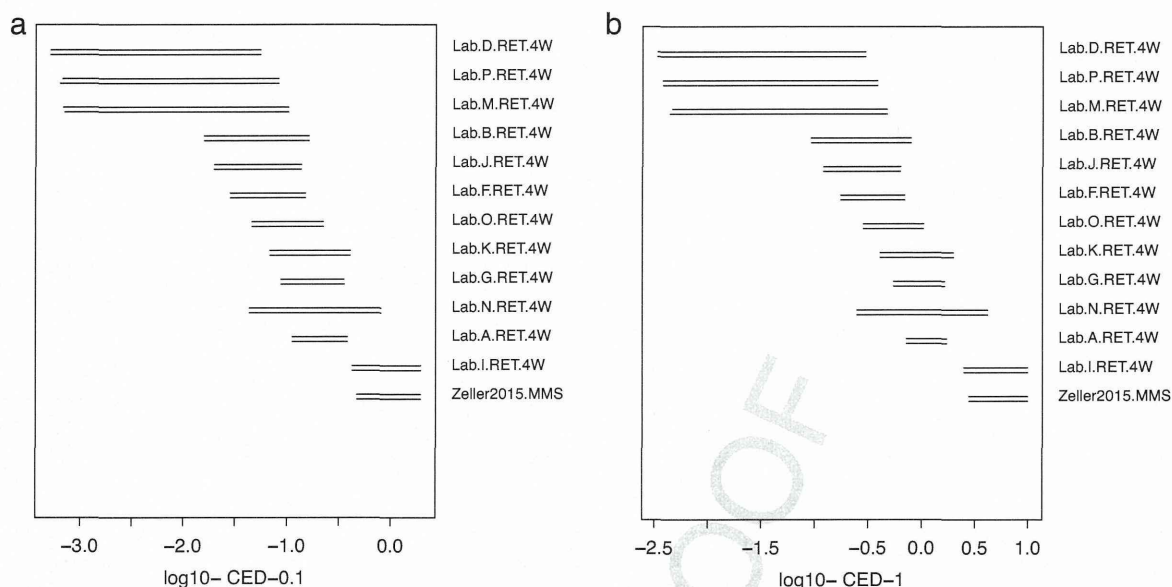 a
Lab.D.RET.4W
Lab.P.RET.4W
Lab.M.RET.4W
Lab.B.RET.4W
Lab.J.RET.4W
Lab.F.RET.4W
Lab.O.RET.4W
Lab.K.RET.4W
Lab.G.RET.4W
Lab.N.RET.4W
Lab.A.RET.4W
Lab.I.RET.4W
Zeller2015.MMS
−3.0 −2.0 −1.0 0.0
log10− CED−0.1
b
Lab.D.RET.4W
Lab.P.RET.4W
Lab.M.RET.4W
Lab.B.RET.4W
Lab.J.RET.4W
Lab.F.RET.4W
Lab.O.RET.4W
Lab.K.RET.4W
Lab.G.RET.4W
Lab.N.RET.4W
Lab.A.RET.4W
Lab.I.RET.4W
Zeller2015.MMS
−2.5 −1.5 −0.5 0.0 0.5 1.0
log10− CED−1
OOF